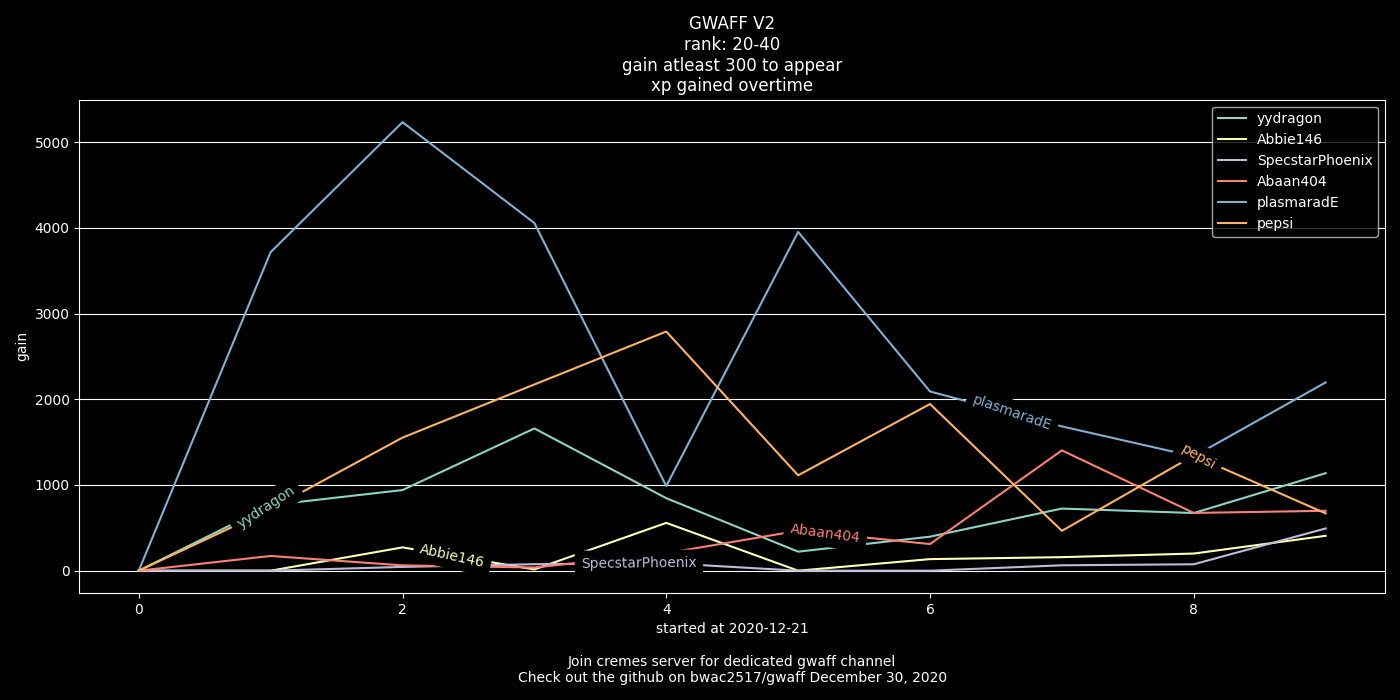 GWAFF V2
rank: 20-40
gain atleast 300 to appear
xp gained overtime
yydragon
Abbie146
SpecstarPhoenix
Abaan404
plasmaradE
pepsi
5000
4000
3000
2000
1000
0
gain
yydragon
Abbie146
SpecstarPhoenix
Abaan404
plasmaradE
pepsi
0
2
4
6
8
started at 2020-12-21
Join cremes server for dedicated gwaff channel
Check out the github on bwac2517/gwaff December 30, 2020